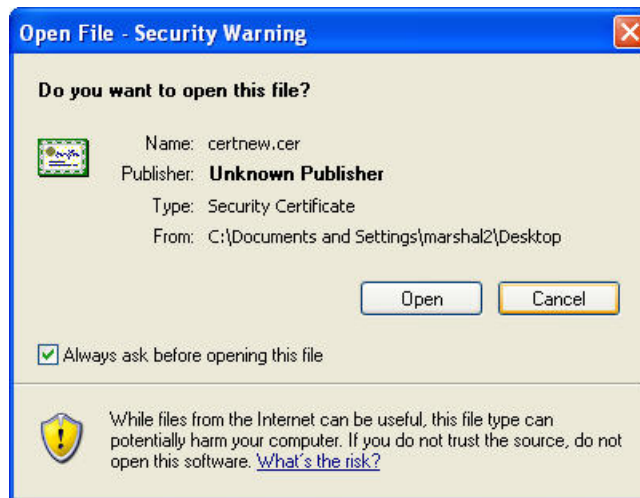 Open File - Security Warning
Do you want to open this file?
Name: certnew.cer
Publisher: Unknown Publisher
Type: Security Certificate
From: C:\Documents and Settings\marshal2\Desktop
Open Cancel
Always ask before opening this file
While files from the Internet can be useful, this file type can
potentially harm your computer. If you do not trust the source, do not
open this software. What's the risk?